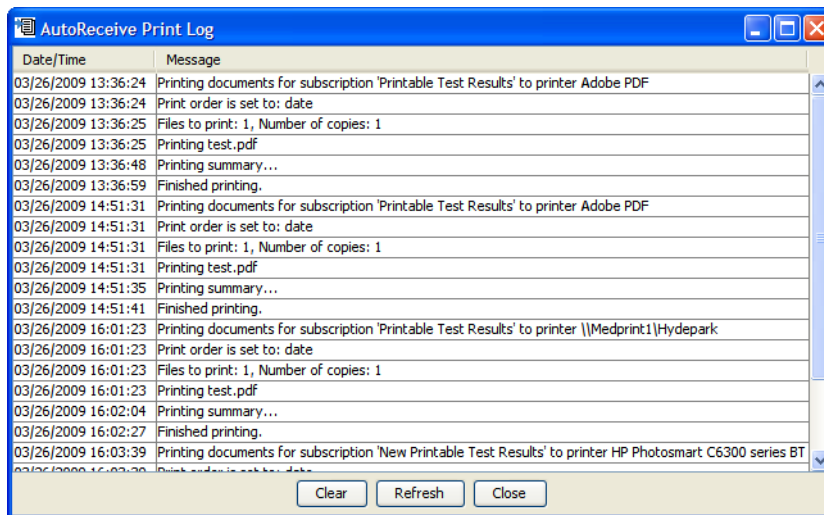 AutoReceive Print Log
Date/Time Message
03/26/2009 13:36:24 Printing documents for subscription 'Printable Test Results' to printer Adobe PDF
03/26/2009 13:36:24 Print order is set to: date
03/26/2009 13:36:25 Files to print: 1, Number of copies: 1
03/26/2009 13:36:25 Printing test.pdf
03/26/2009 13:36:48 Printing summary...
03/26/2009 13:36:59 Finished printing.
03/26/2009 14:51:31 Printing documents for subscription 'Printable Test Results' to printer Adobe PDF
03/26/2009 14:51:31 Print order is set to: date
03/26/2009 14:51:31 Files to print: 1, Number of copies: 1
03/26/2009 14:51:31 Printing test.pdf
03/26/2009 14:51:35 Printing summary...
03/26/2009 14:51:41 Finished printing.
03/26/2009 16:01:23 Printing documents for subscription 'Printable Test Results' to printer \\Medprint1\Hydepark
03/26/2009 16:01:23 Print order is set to: date
03/26/2009 16:01:23 Files to print: 1, Number of copies: 1
03/26/2009 16:01:23 Printing test.pdf
03/26/2009 16:02:04 Printing summary...
03/26/2009 16:02:27 Finished printing.
03/26/2009 16:03:39 Printing documents for subscription 'New Printable Test Results' to printer HP Photosmart C6300 series BT
03/26/2009 16:03:39 Print order is set to: date
Clear Refresh Close